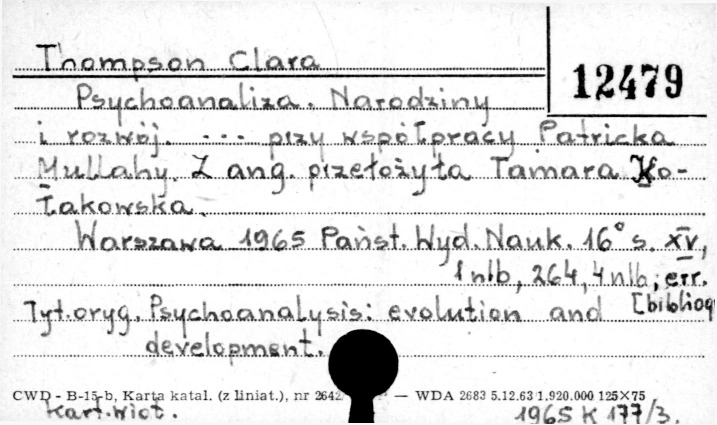 Thompson Clara
12479
Psychoanaliza. Narodziny
i rozwój. --- przy współpracy Patricka
Mullahy. Z ang. przełożyła Tamara Ko-
łakowska.
Warszawa 1965 Państ. Wyd. Nauk. 16° s. XV,
1 nlb, 264, 4 nlb; err.
Tyt. oryg. Psychoanalysis: evolution and [bibliogr
development.
CWD - B-15-b, Karta katal. (z liniat.), nr 2642 — WDA 2683 5.12.63 1.920.000 125×75
Kart. wiot. 1965 K 177/3.